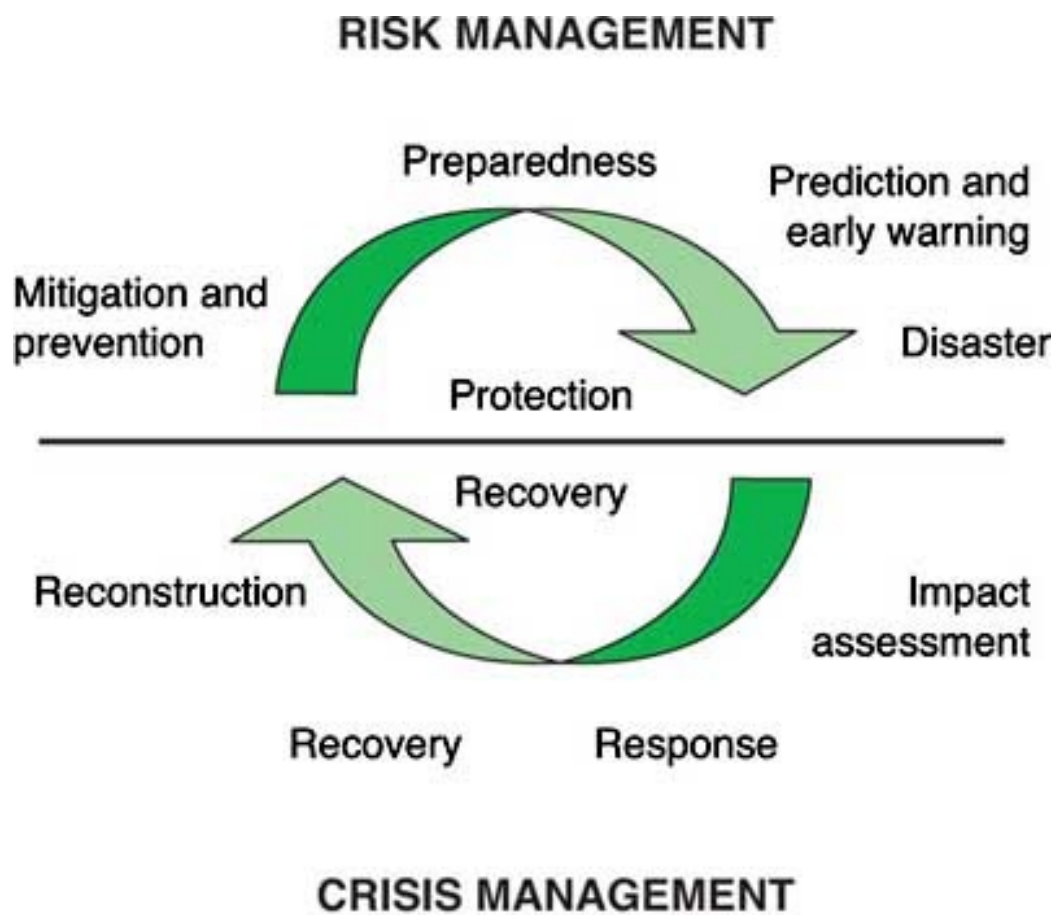 RISK MANAGEMENT
Preparedness
Prediction and
early warning
Mitigation and
prevention
Disaster
Protection
Recovery
Reconstruction
Impact
assessment
Recovery
Response
CRISIS MANAGEMENT